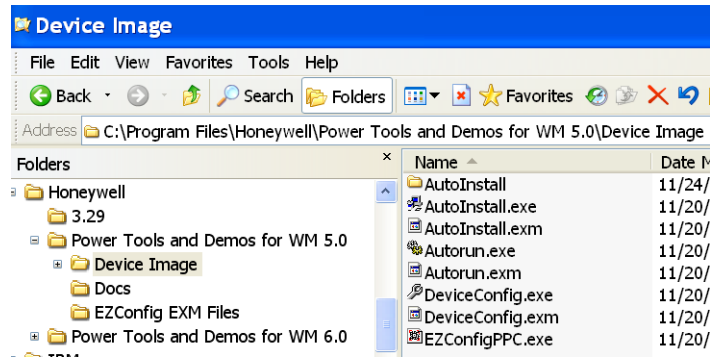 Device Image
File Edit View Favorites Tools Help
Back Search Folders Favorites
Address C:\Program Files\Honeywell\Power Tools and Demos for WM 5.0\Device Image
Folders × Name Date
Honeywell
3.29
Power Tools and Demos for WM 5.0
Device Image
Docs
EZConfig EXM Files
Power Tools and Demos for WM 6.0
AutoInstall 11/24/
AutoInstall.exe 11/20/
AutoInstall.exm 11/20/
Autorun.exe 11/20/
Autorun.exm 11/20/
DeviceConfig.exe 11/20/
DeviceConfig.exm 11/20/
EZConfigPPC.exe 11/20/